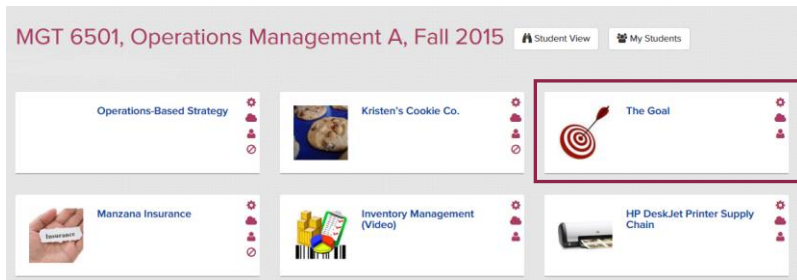 MGT 6501, Operations Management A, Fall 2015 Student View My Students
Operations-Based Strategy
Kristen's Cookie Co.
The Goal
Manzana Insurance
Insurance
Inventory Management
(Video)
HP DeskJet Printer Supply
Chain